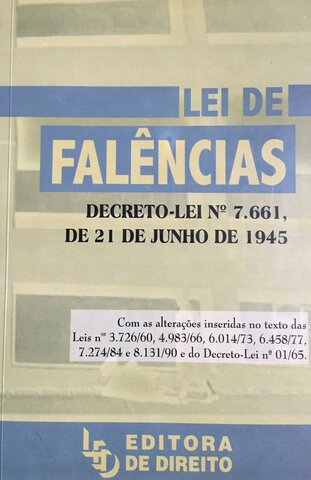 LEI DE
FALÊNCIAS
DECRETO-LEI Nº 7.661,
DE 21 DE JUNHO DE 1945
Com as alterações inseridas no texto das
Leis nºs 3.726/60, 4.983/66, 6.014/73, 6.458/77,
7.274/84 e 8.131/90 e do Decreto-Lei nº 01/65.
LED EDITORA
DE DIREITO